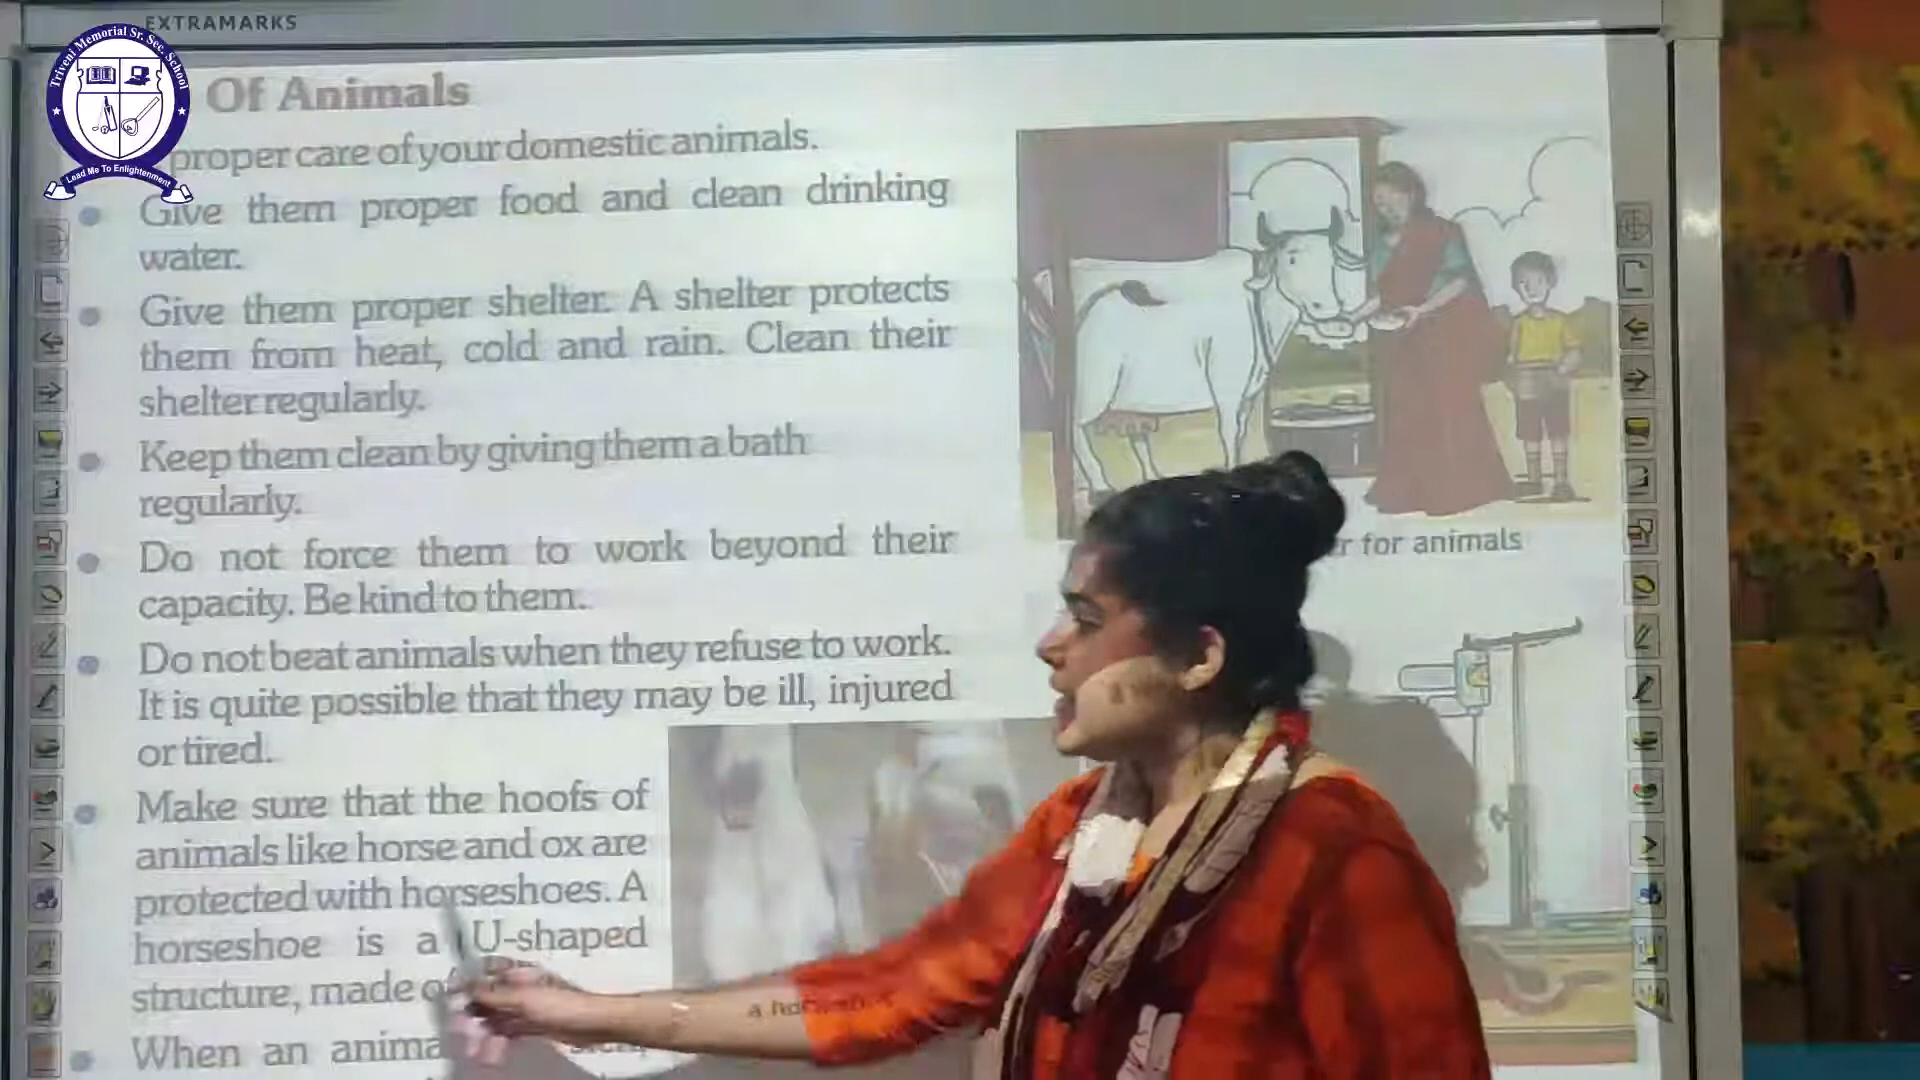 EXTRAMARKS
Triveni Memorial Sr. Sec. School
Lead Me To Enlightenment
Of Animals
proper care of your domestic animals.
Give them proper food and clean drinking
water.
Give them proper shelter. A shelter protects
them from heat, cold and rain. Clean their
shelter regularly.
Keep them clean by giving them a bath
regularly.
Do not force them to work beyond their
capacity. Be kind to them.
Do not beat animals when they refuse to work.
It is quite possible that they may be ill, injured
or tired.
Make sure that the hoofs of
animals like horse and ox are
protected with horseshoes. A
horseshoe is a U-shaped
structure, made
When an
for animals
a